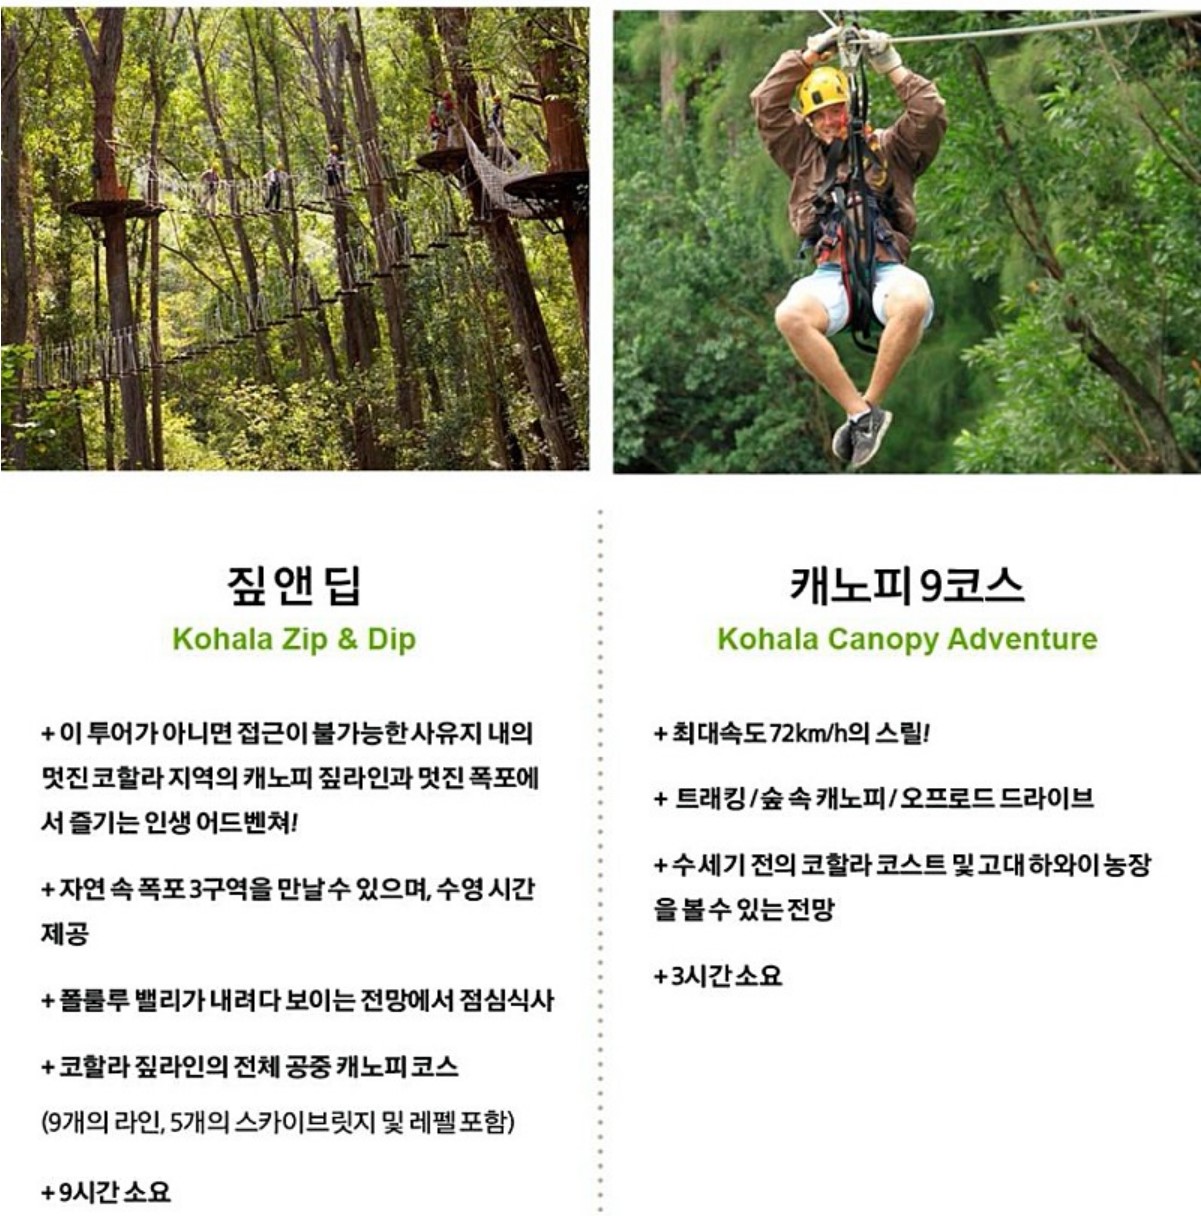 짚 앤 딥
Kohala Zip & Dip
+ 이 투어가 아니면 접근이 불가능한 사유지 내의
멋진 코할라 지역의 캐노피 짚라인과 멋진 폭포에
서 즐기는 인생 어드벤쳐!
+ 자연 속 폭포 3구역을 만날 수 있으며, 수영 시간
제공
+ 폴룰루 밸리가 내려다 보이는 전망에서 점심식사
+ 코할라 짚라인의 전체 공중 캐노피 코스
(9개의 라인, 5개의 스카이브릿지 및 레펠 포함)
+ 9시간 소요
캐노피 9코스
Kohala Canopy Adventure
+ 최대속도 72km/h의 스릴!
+ 트래킹 / 숲 속 캐노피 / 오프로드 드라이브
+ 수 세기 전의 코할라 코스트 및 고대 하와이 농장
을 볼 수 있는 전망
+ 3시간 소요